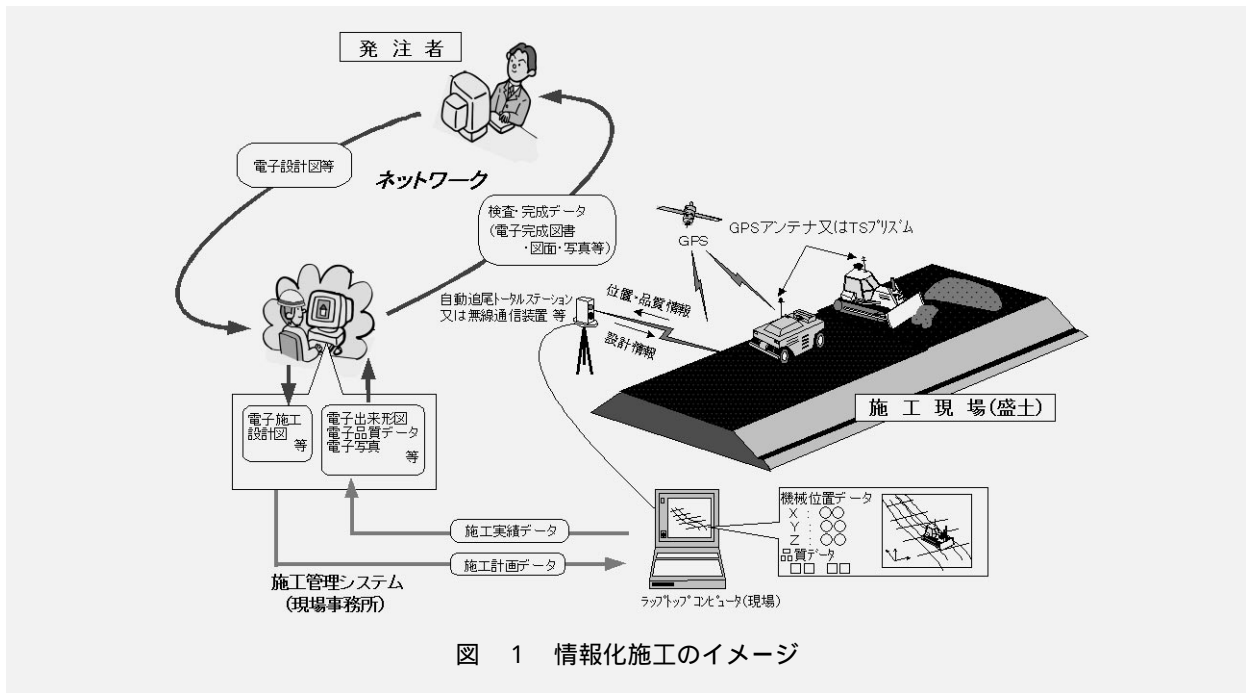 発注者
電子設計図等
ネットワーク
検査・完成データ
(電子完成図書
・図面・写真等)
GPS
GPSアンテナ又はTSプリズム
自動追尾トータルステーション
又は無線通信装置 等
位置・品質情報
設計情報
施工現場(盛土)
電子施工
設計図
等
電子出来形図
電子品質データ
電子写真
等
施工実績データ
施工計画データ
施工管理システム
(現場事務所)
ラップトップコンピュータ(現場)
機械位置データ
X : ○○
Y : ○○
Z : ○○
品質データ
□□ □□
図 1 情報化施工のイメージ